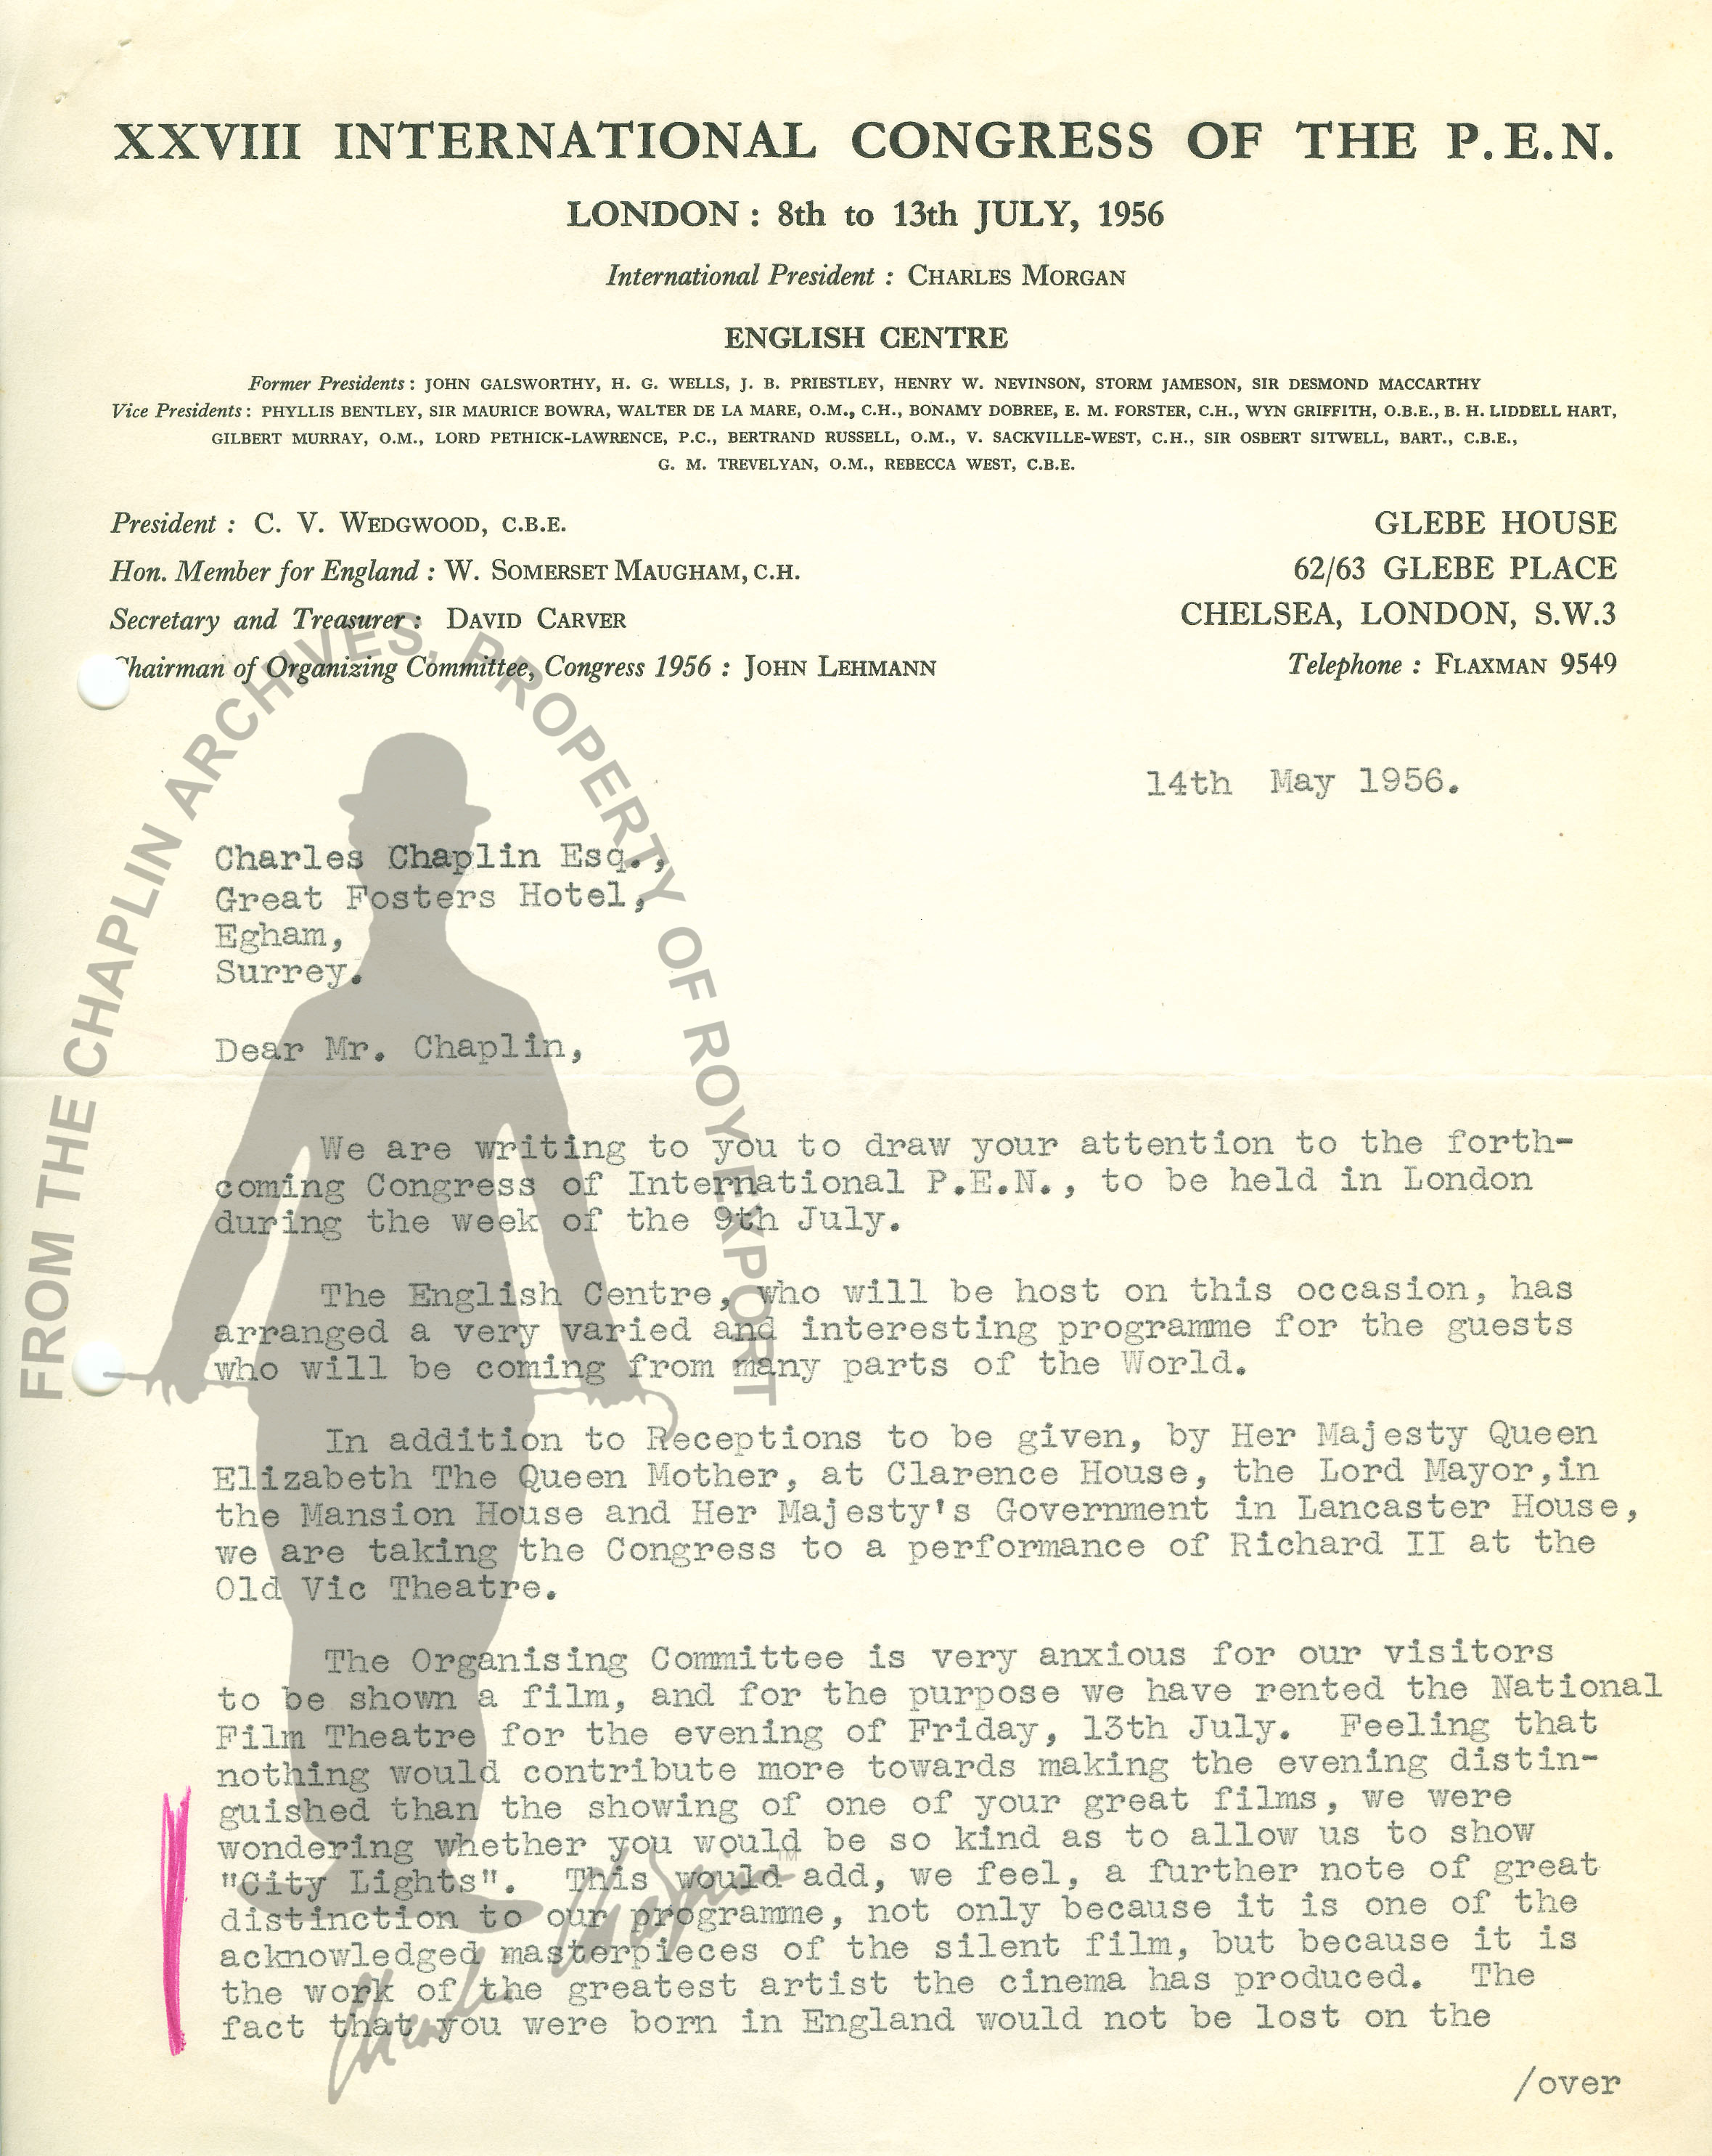 XXVIII INTERNATIONAL CONGRESS OF THE P.E.N.
LONDON : 8th to 13th JULY, 1956
International President : CHARLES MORGAN
ENGLISH CENTRE
Former Presidents : JOHN GALSWORTHY, H. G. WELLS, J. B. PRIESTLEY, HENRY W. NEVINSON, STORM JAMESON, SIR DESMOND MACCARTHY
Vice Presidents : PHYLLIS BENTLEY, SIR MAURICE BOWRA, WALTER DE LA MARE, O.M., C.H., BONAMY DOBREE, E. M. FORSTER, C.H., WYN GRIFFITH, O.B.E., B. H. LIDDELL HART,
GILBERT MURRAY, O.M., LORD PETHICK-LAWRENCE, P.C., BERTRAND RUSSELL, O.M., V. SACKVILLE-WEST, C.H., SIR OSBERT SITWELL, BART., C.B.E.,
G. M. TREVELYAN, O.M., REBECCA WEST, C.B.E.
President : C. V. WEDGWOOD, C.B.E.
Hon. Member for England : W. SOMERSET MAUGHAM, C.H.
Secretary and Treasurer : DAVID CARVER
Chairman of Organizing Committee, Congress 1956 : JOHN LEHMANN
GLEBE HOUSE
62/63 GLEBE PLACE
CHELSEA, LONDON, S.W.3
Telephone : FLAXMAN 9549
14th May 1956.
Charles Chaplin Esq.,
Great Fosters Hotel,
Egham,
Surrey.
Dear Mr. Chaplin,
We are writing to you to draw your attention to the forth-
coming Congress of International P.E.N., to be held in London
during the week of the 9th July.
The English Centre, who will be host on this occasion, has
arranged a very varied and interesting programme for the guests
who will be coming from many parts of the World.
In addition to Receptions to be given, by Her Majesty Queen
Elizabeth The Queen Mother, at Clarence House, the Lord Mayor,in
the Mansion House and Her Majesty's Government in Lancaster House,
we are taking the Congress to a performance of Richard II at the
Old Vic Theatre.
The Organising Committee is very anxious for our visitors
to be shown a film, and for the purpose we have rented the National
Film Theatre for the evening of Friday, 13th July. Feeling that
nothing would contribute more towards making the evening distin-
guished than the showing of one of your great films, we were
wondering whether you would be so kind as to allow us to show
"City Lights". This would add, we feel, a further note of great
distinction to our programme, not only because it is one of the
acknowledged masterpieces of the silent film, but because it is
the work of the greatest artist the cinema has produced. The
fact that you were born in England would not be lost on the
/over
FROM THE CHAPLIN ARCHIVES, PROPERTY OF ROY EXPORT
Charlie Chaplin TM